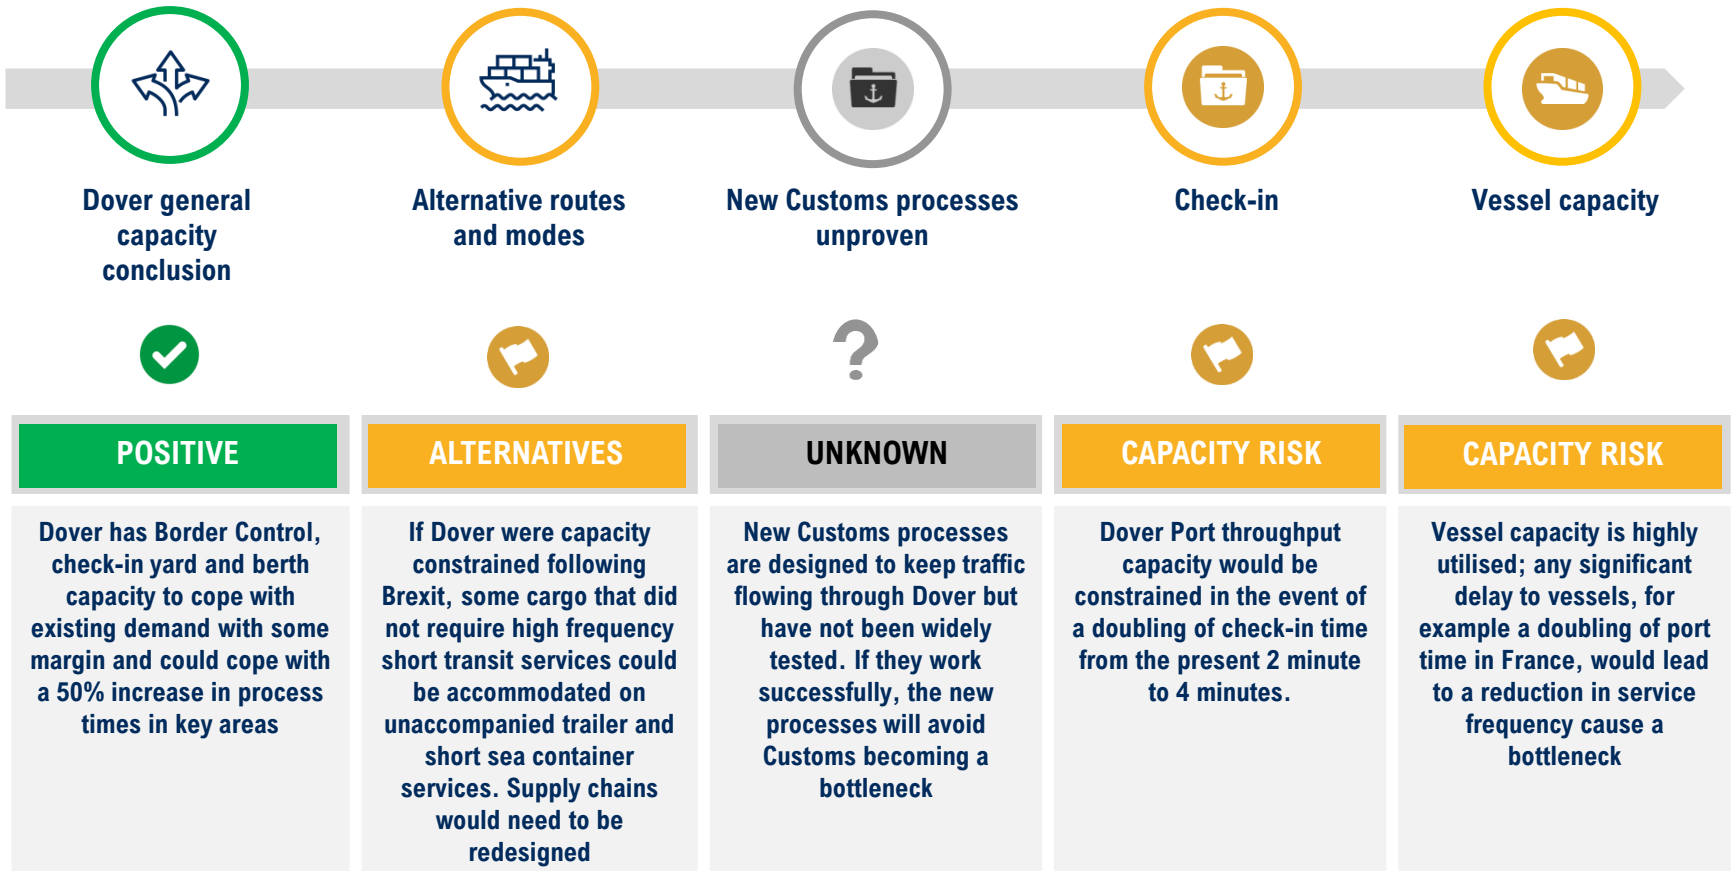 Dover general
capacity
conclusion
Alternative routes
and modes
New Customs processes
unproven
Check-in
Vessel capacity
?
POSITIVE
ALTERNATIVES
UNKNOWN
CAPACITY RISK
CAPACITY RISK
Dover has Border Control,
check-in yard and berth
capacity to cope with
existing demand with some
margin and could cope with
a 50% increase in process
times in key areas
If Dover were capacity
constrained following
Brexit, some cargo that did
not require high frequency
short transit services could
be accommodated on
unaccompanied trailer and
short sea container
services. Supply chains
would need to be
redesigned
New Customs processes
are designed to keep traffic
flowing through Dover but
have not been widely
tested. If they work
successfully, the new
processes will avoid
Customs becoming a
bottleneck
Dover Port throughput
capacity would be
constrained in the event of
a doubling of check-in time
from the present 2 minute
to 4 minutes.
Vessel capacity is highly
utilised; any significant
delay to vessels, for
example a doubling of port
time in France, would lead
to a reduction in service
frequency cause a
bottleneck